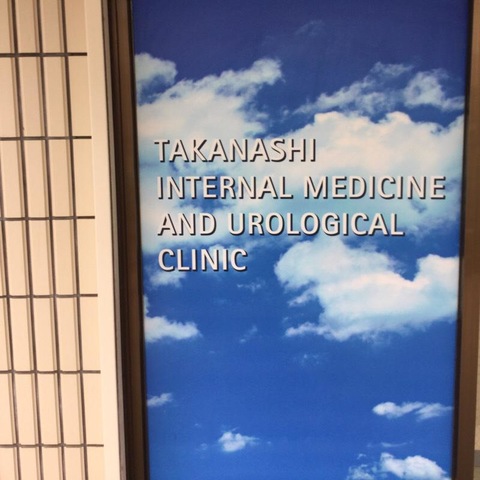 TAKANASHI
INTERNAL MEDICINE
AND UROLOGICAL
CLINIC